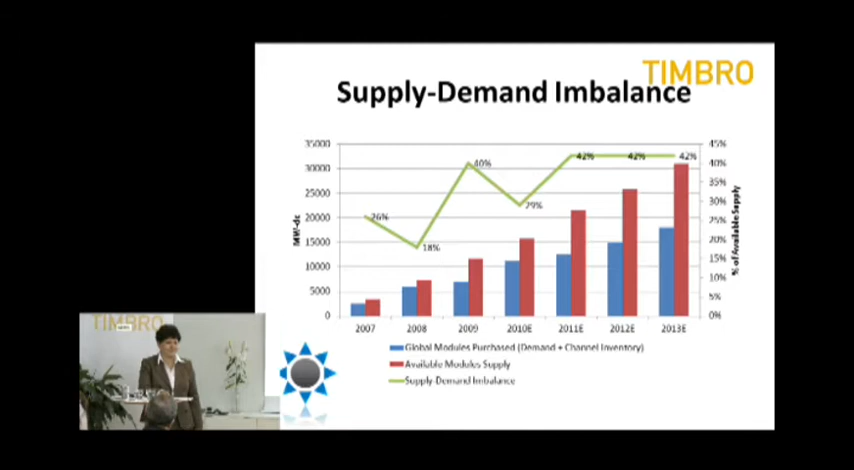 TIMBRO
Supply-Demand Imbalance
35000
30000
25000
20000
15000
10000
5000
0
MW-dc
45%
40%
35%
30%
25%
20%
15%
10%
5%
0%
% of Available Supply
26%
18%
40%
29%
42%
42%
42%
2007
2008
2009
2010E
2011E
2012E
2013E
Global Modules Purchased (Demand + Channel Inventory)
Available Modules Supply
Supply-Demand Imbalance
TIMBRO